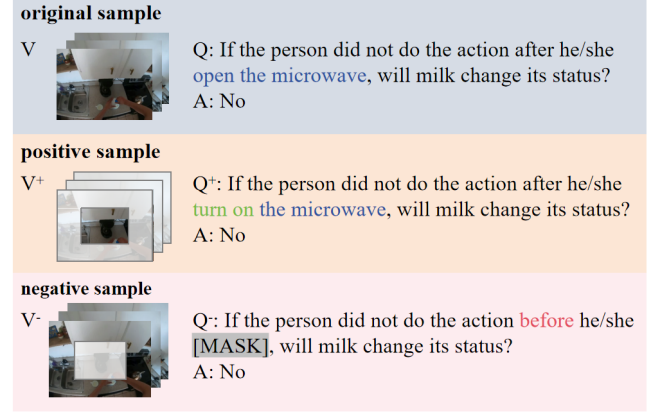 original sample
V
Q: If the person did not do the action after he/she
open the microwave, will milk change its status?
A: No
positive sample
V⁺
Q⁺: If the person did not do the action after he/she
turn on the microwave, will milk change its status?
A: No
negative sample
V⁻
Q⁻: If the person did not do the action before he/she
[MASK], will milk change its status?
A: No